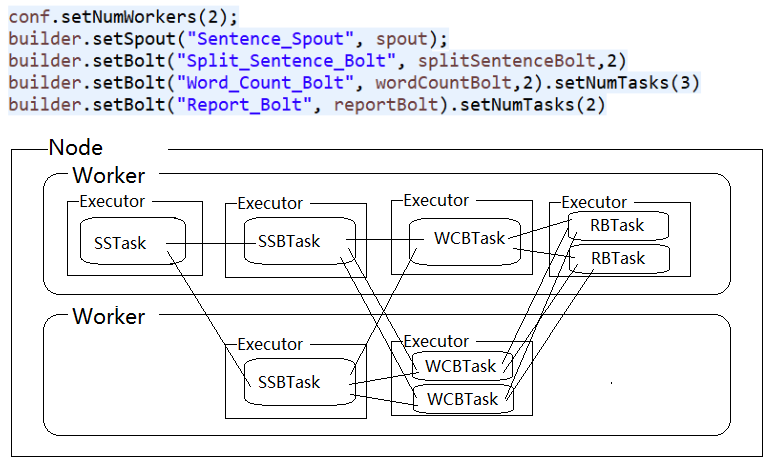 conf.setNumWorkers(2);
builder.setSpout("Sentence_Spout", spout);
builder.setBolt("Split_Sentence_Bolt", splitSentenceBolt,2)
builder.setBolt("Word_Count_Bolt", wordCountBolt,2).setNumTasks(3)
builder.setBolt("Report_Bolt", reportBolt).setNumTasks(2)
Node
Worker
Executor
Executor
Executor
Executor
SSTask
SSBTask
WCBTask
RBTask
RBTask
Worker
Executor
Executor
SSBTask
WCBTask
WCBTask